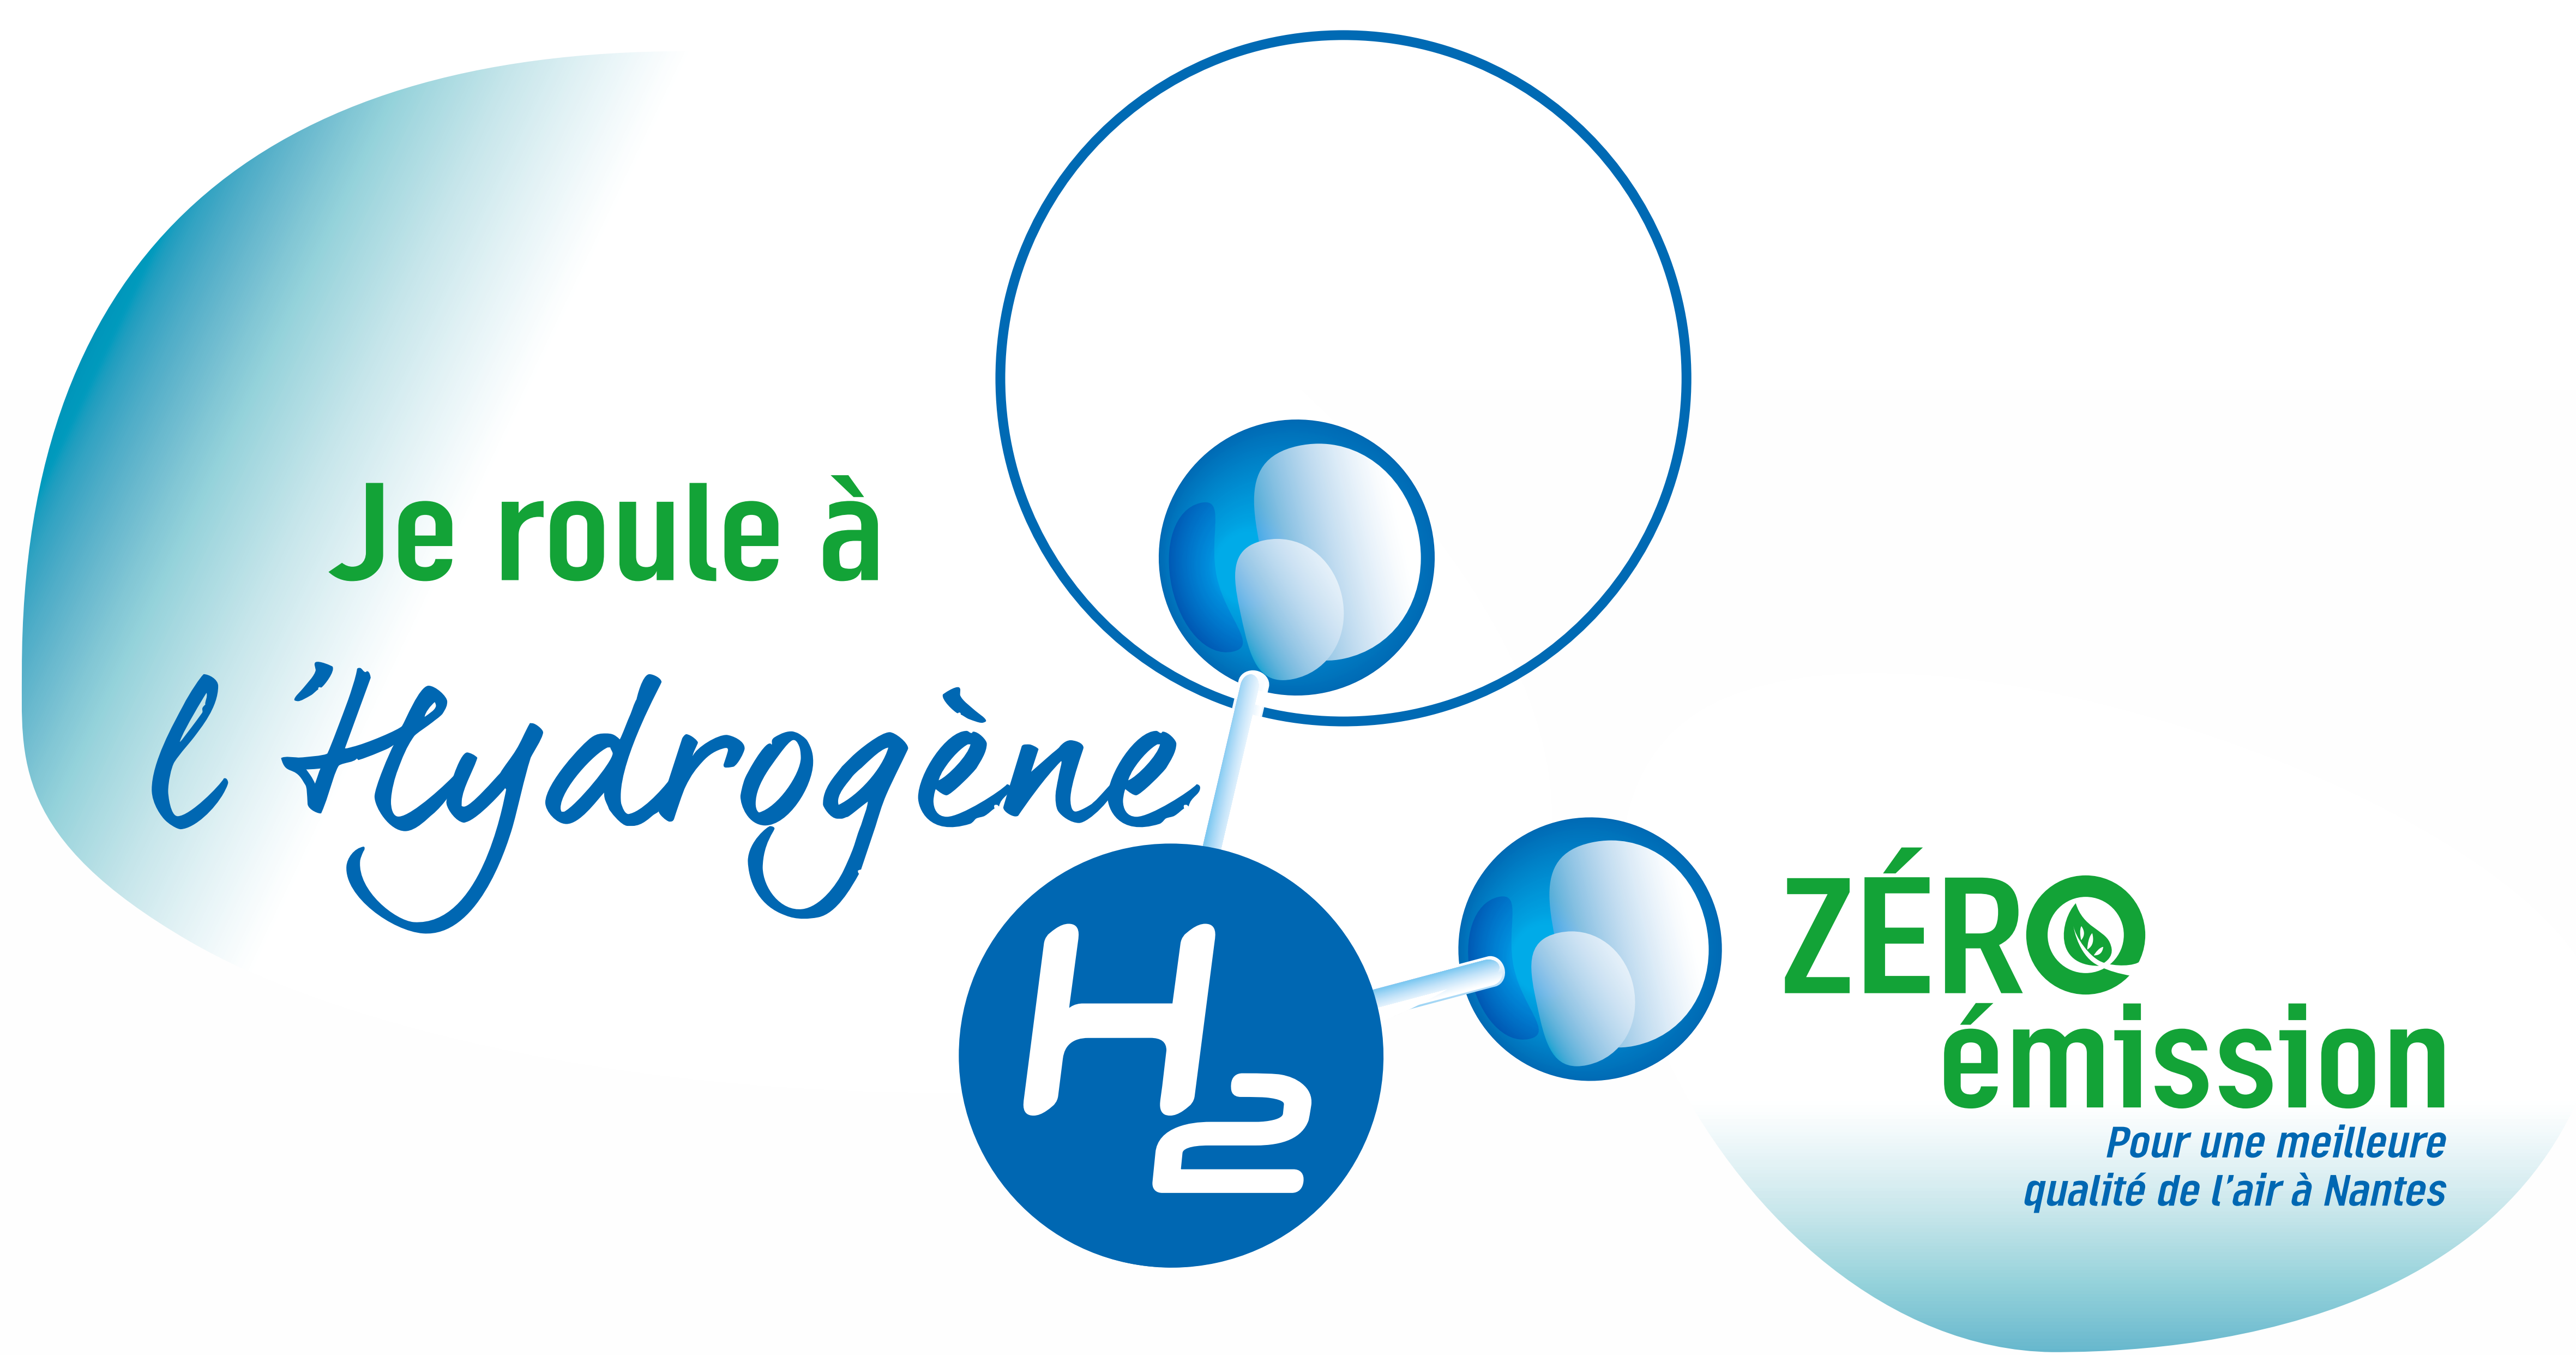 Je roule à
l'Hydrogène
H2
ZÉRO
émission
Pour une meilleure
qualité de l'air à Nantes